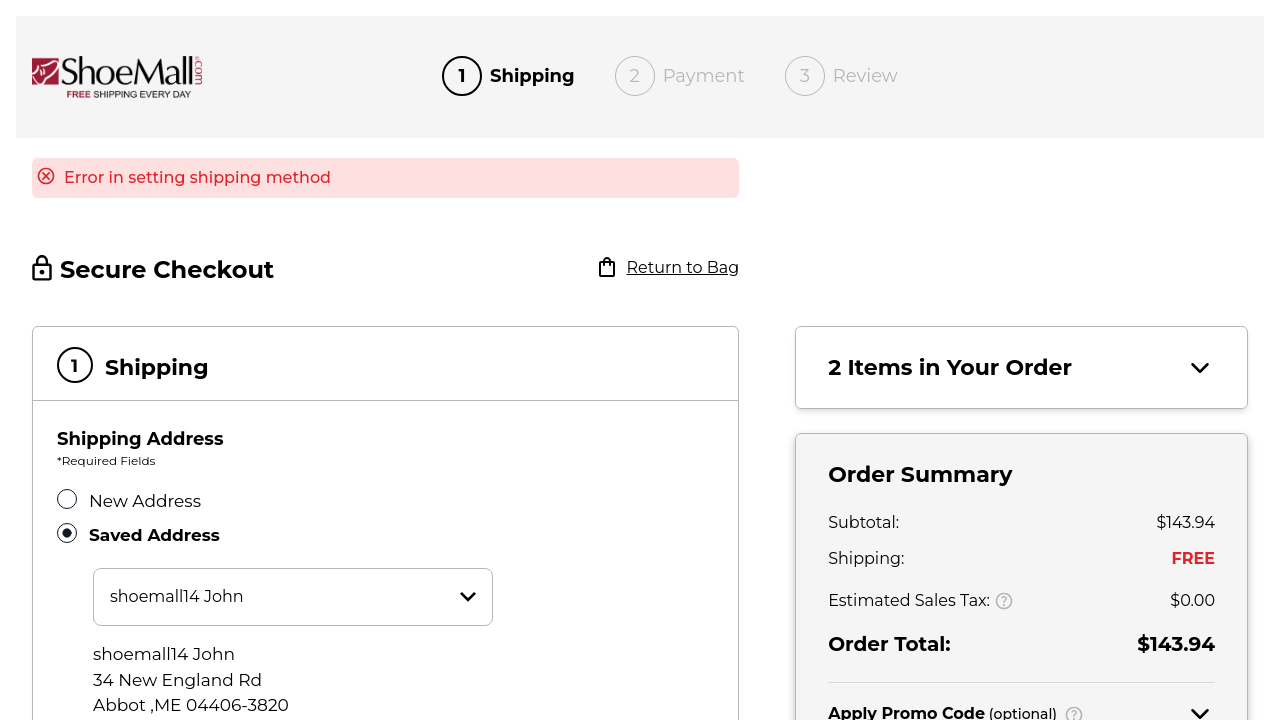 ShoeMall.com
FREE SHIPPING EVERY DAY
1 Shipping
2 Payment
3 Review
Error in setting shipping method
Secure Checkout
Return to Bag
1 Shipping
Shipping Address
*Required Fields
New Address
Saved Address
shoemall14 John
shoemall14 John
34 New England Rd
Abbot ,ME 04406-3820
2 Items in Your Order
Order Summary
Subtotal: $143.94
Shipping: FREE
Estimated Sales Tax: ? $0.00
Order Total: $143.94
Apply Promo Code (optional) ?